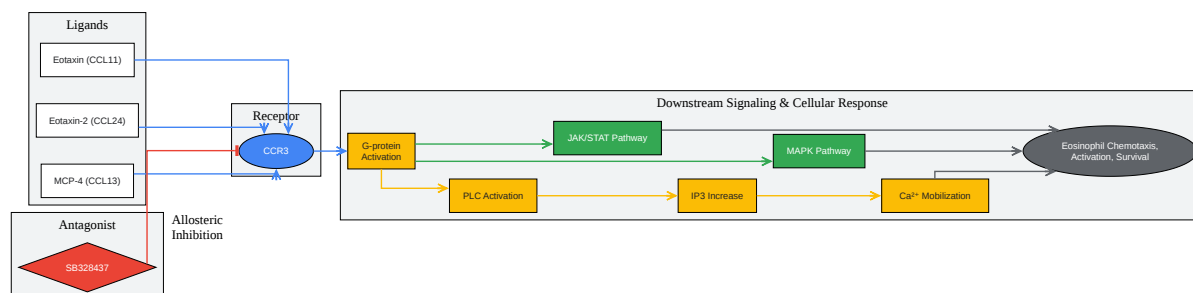 Ligands
Eotaxin (CCL11)
Eotaxin-2 (CCL24)
MCP-4 (CCL13)
Antagonist
SB328437
Allosteric
Inhibition
Receptor
CCR3
Downstream Signaling & Cellular Response
G-protein
Activation
JAK/STAT Pathway
MAPK Pathway
PLC Activation
IP3 Increase
Ca²⁺ Mobilization
Eosinophil Chemotaxis,
Activation, Survival